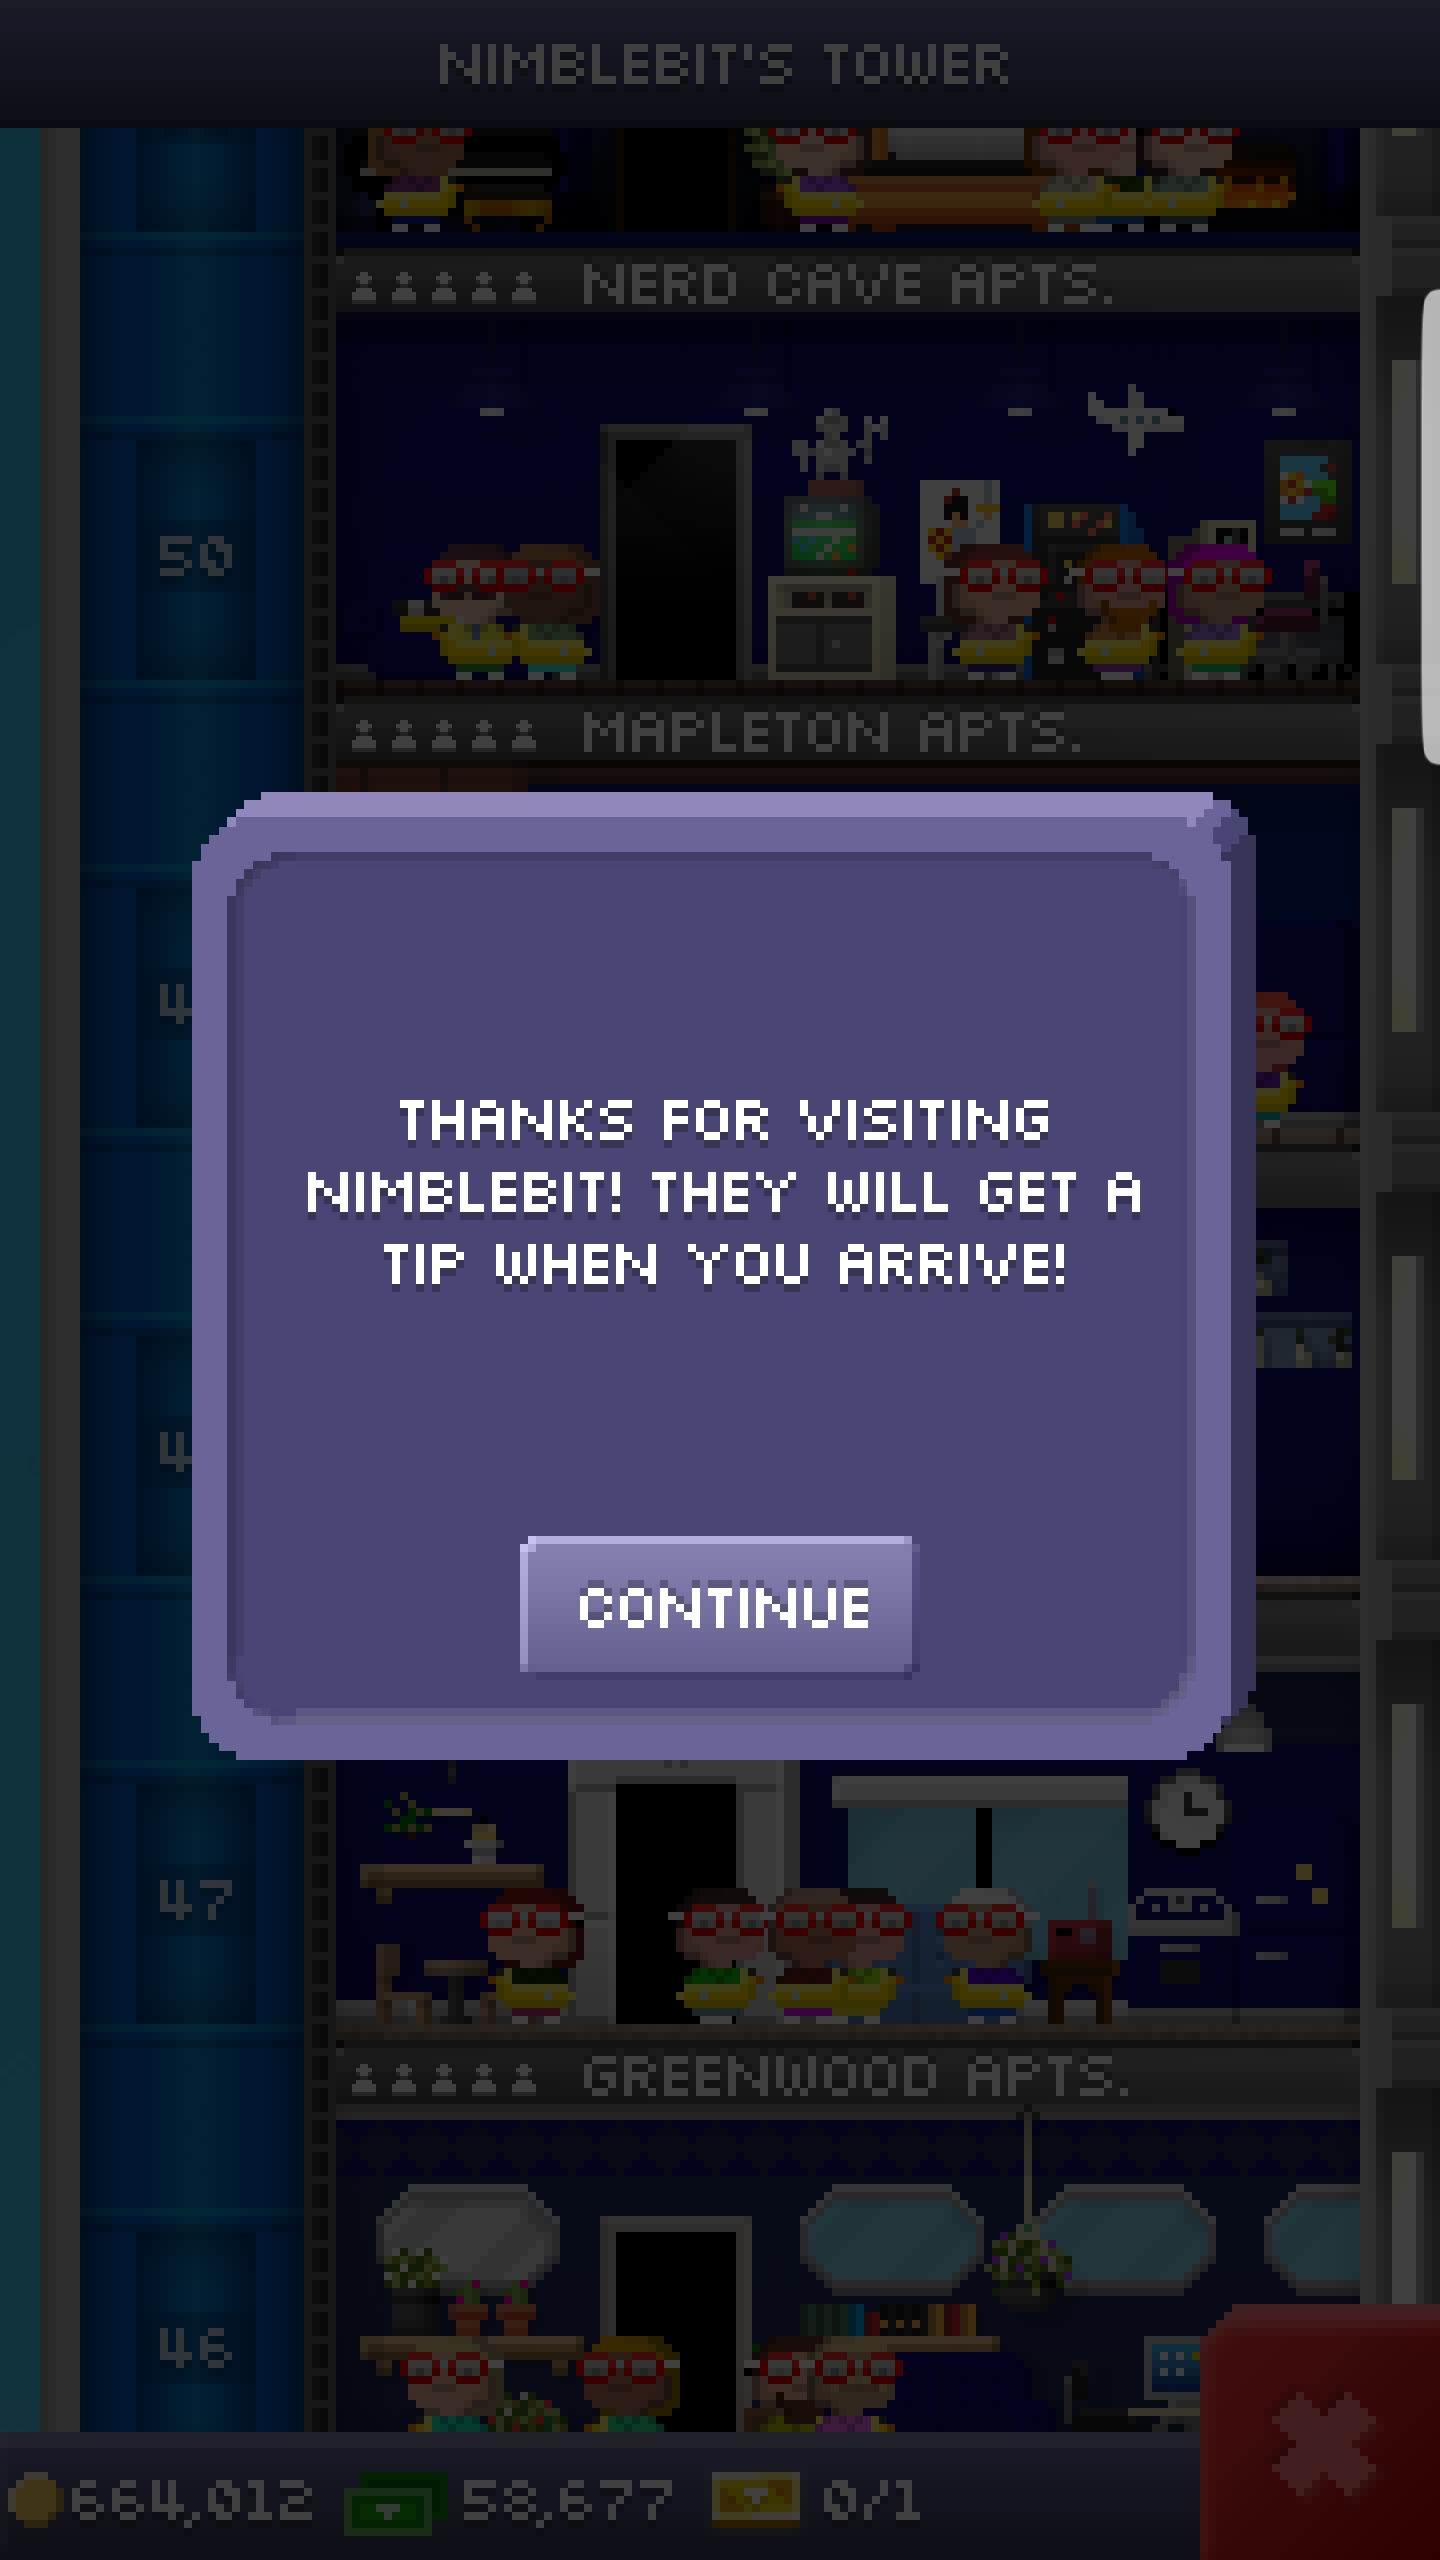 NIMBLEBIT'S TOWER
NERD CAVE APTS.
50
MAPLETON APTS.
THANKS FOR VISITING
NIMBLEBIT! THEY WILL GET A
TIP WHEN YOU ARRIVE!
CONTINUE
47
GREENWOOD APTS.
46
664,012 58,677 0/1